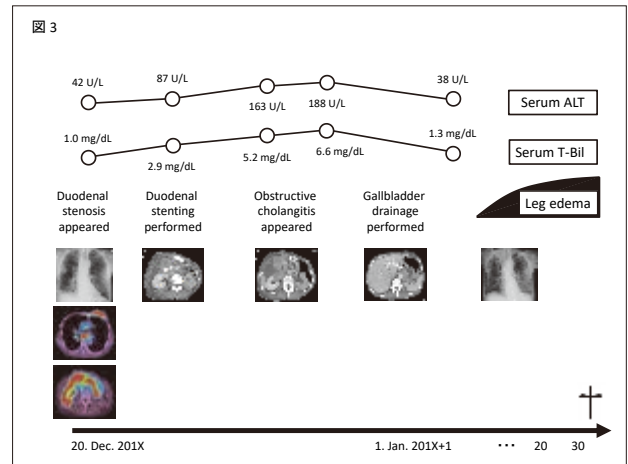 図 3
42 U/L
87 U/L
163 U/L
188 U/L
38 U/L
Serum ALT
1.0 mg/dL
2.9 mg/dL
5.2 mg/dL
6.6 mg/dL
1.3 mg/dL
Serum T-Bil
Duodenal
stenosis
appeared
Duodenal
stenting
performed
Obstructive
cholangitis
appeared
Gallbladder
drainage
performed
Leg edema
20. Dec. 201X
1. Jan. 201X+1
･･･
20
30